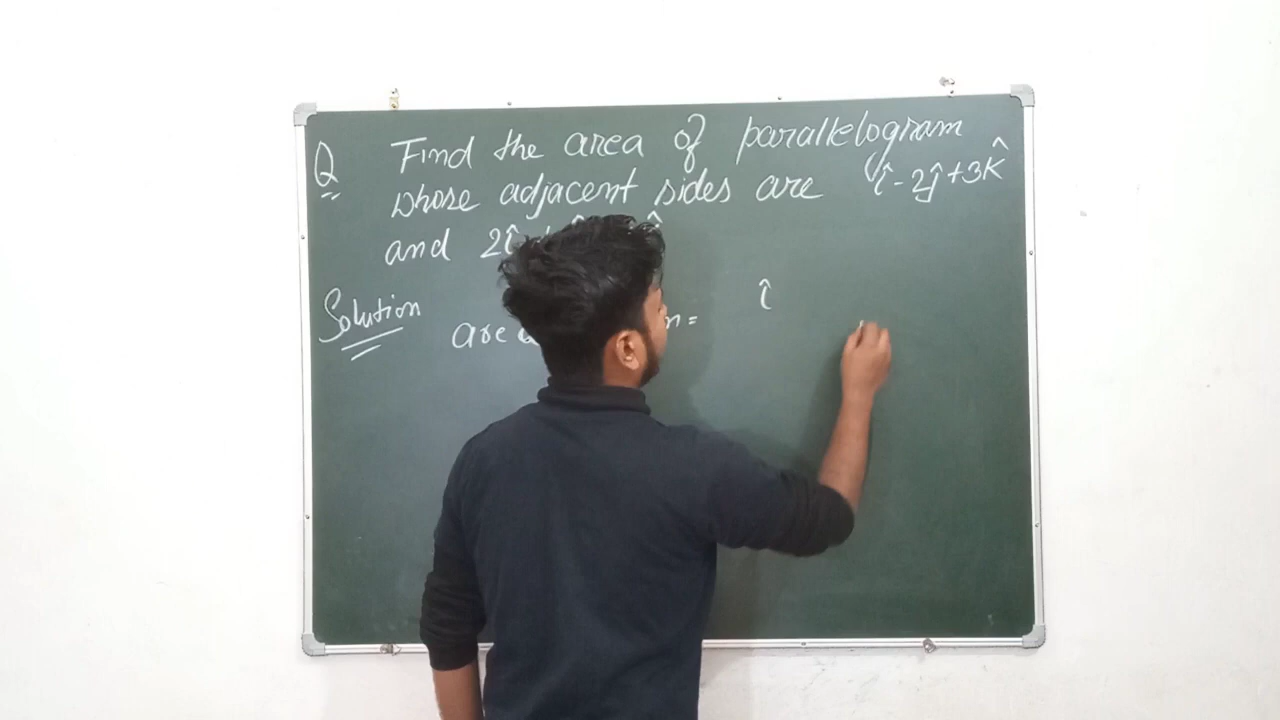 Q Find the area of parallelogram
whose adjacent sides are î - 2ĵ + 3k̂
and 2î
Solution
are =
î